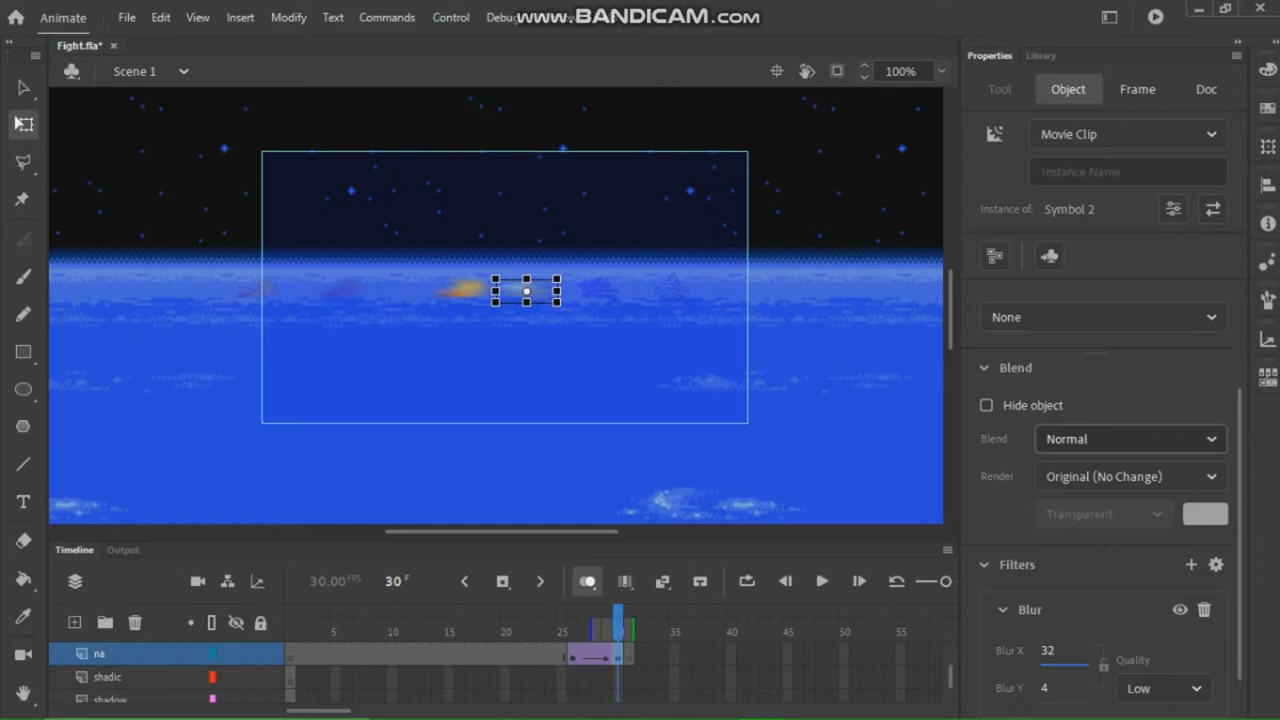 Animate File Edit View Insert Modify Text Commands Control Debug
www.BANDICAM.com
Fight.fla*
Scene 1
100%
Properties Library
Tool Object Frame Doc
Movie Clip
Instance Name
Instance of: Symbol 2
None
Blend
Hide object
Blend Normal
Render Original (No Change)
Transparent
Filters
Blur
Blur X 32
Quality
Blur Y 4 Low
Timeline Output
30.00 FPS 30 F
5 10 15 20 25 30 35 40 45 50 55
na
shadic
shadow